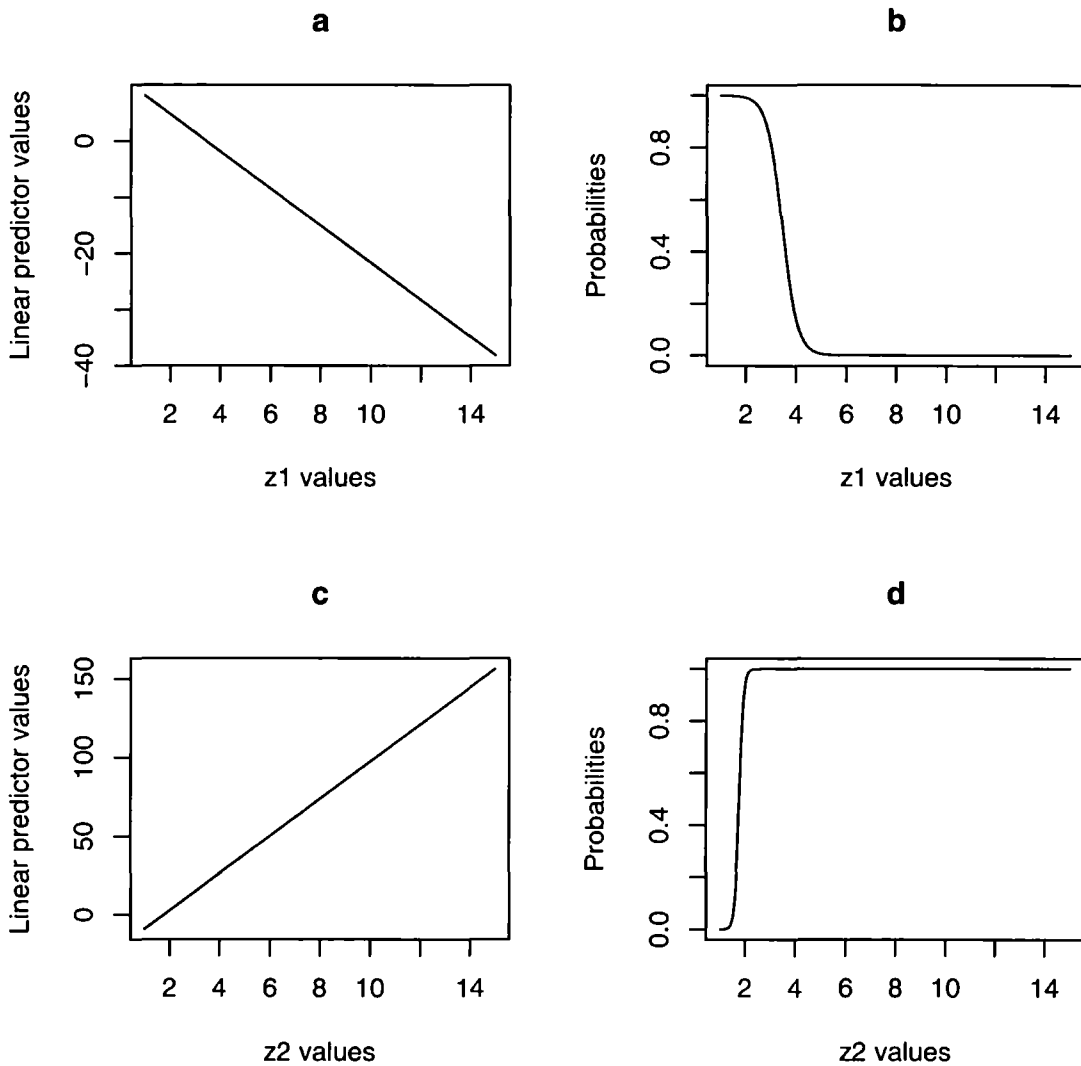 a
Linear predictor values
0
−20
−40
2 4 6 8 10 14
z1 values
b
Probabilities
0.8
0.4
0.0
2 4 6 8 10 14
z1 values
c
Linear predictor values
150
100
50
0
2 4 6 8 10 14
z2 values
d
Probabilities
0.8
0.4
0.0
2 4 6 8 10 14
z2 values